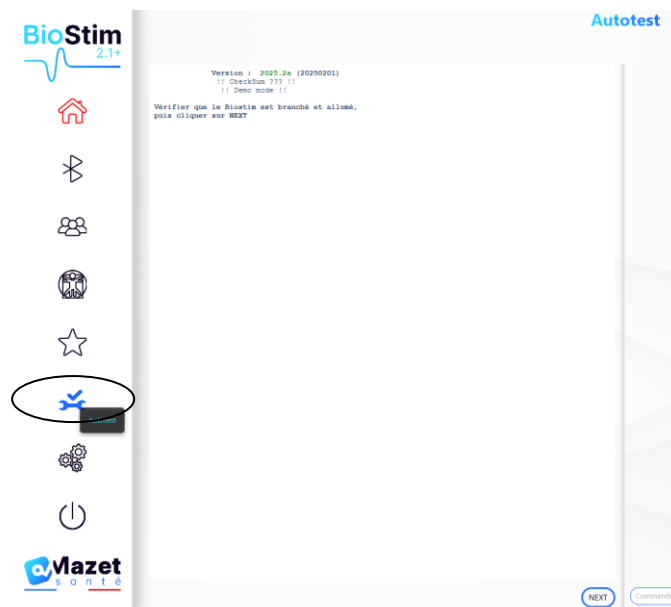 BioStim
2.1+
Autotest
Version : 2025.2a (20250201)
!! CheckSum ??? !!
!! Demo mode !!
Vérifier que le Biostim est branché et allumé,
puis cliquer sur NEXT
Autotest
NEXT
Mazet
santé